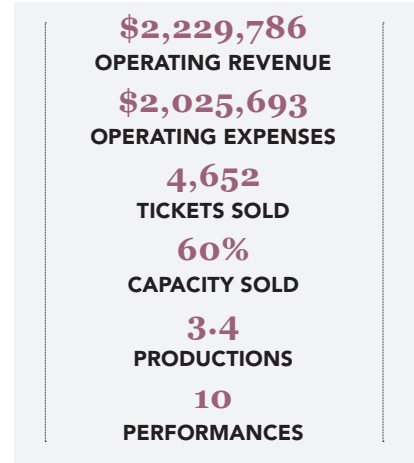 $2,229,786
OPERATING REVENUE
$2,025,693
OPERATING EXPENSES
4,652
TICKETS SOLD
60%
CAPACITY SOLD
3.4
PRODUCTIONS
10
PERFORMANCES